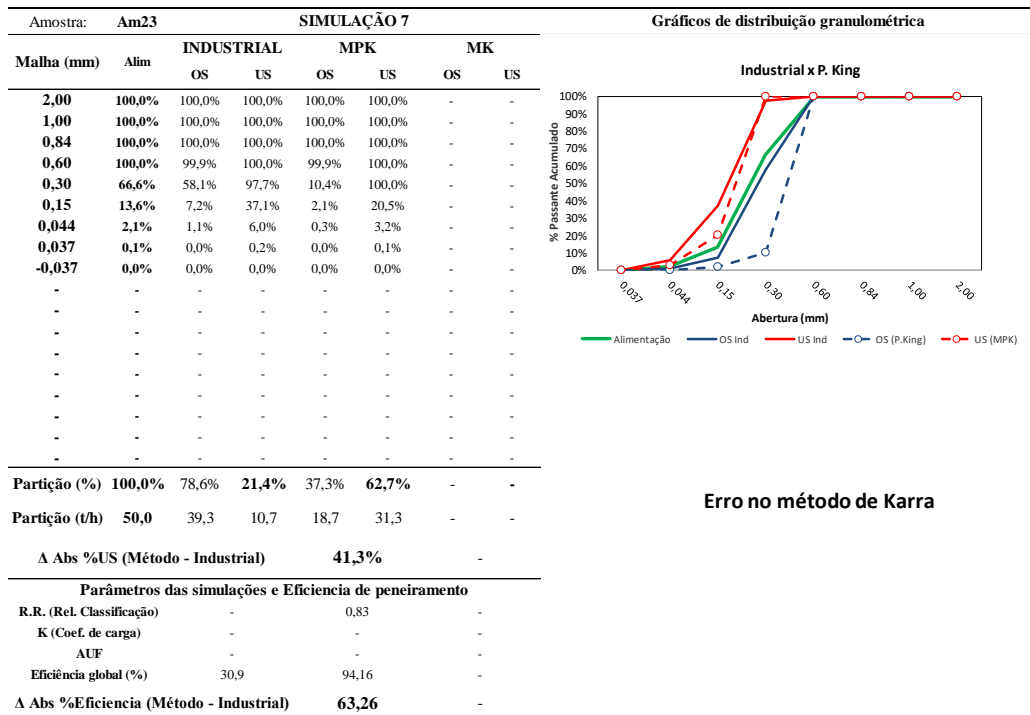 Amostra: Am23 SIMULAÇÃO 7 Gráficos de distribuição granulométrica
Malha (mm) Alim INDUSTRIAL MPK MK
OS US OS US OS US
2,00 100,0% 100,0% 100,0% 100,0% 100,0% - -
1,00 100,0% 100,0% 100,0% 100,0% 100,0% - -
0,84 100,0% 100,0% 100,0% 100,0% 100,0% - -
0,60 100,0% 99,9% 100,0% 99,9% 100,0% - -
0,30 66,6% 58,1% 97,7% 10,4% 100,0% - -
0,15 13,6% 7,2% 37,1% 2,1% 20,5% - -
0,044 2,1% 1,1% 6,0% 0,3% 3,2% - -
0,037 0,1% 0,0% 0,2% 0,0% 0,1% - -
-0,037 0,0% 0,0% 0,0% 0,0% 0,0% - -
- - - - - - - -
- - - - - - - -
- - - - - - - -
- - - - - - - -
- - - - - - - -
- - - - - - - -
- - - - - - - -
- - - - - - - -
- - - - - - - -
Partição (%) 100,0% 78,6% 21,4% 37,3% 62,7% - -
Partição (t/h) 50,0 39,3 10,7 18,7 31,3 - -
Δ Abs %US (Método - Industrial) 41,3% -
Parâmetros das simulações e Eficiencia de peneiramento
R.R. (Rel. Classificação) - 0,83 -
K (Coef. de carga) - - -
AUF - - -
Eficiência global (%) 30,9 94,16 -
Δ Abs %Eficiencia (Método - Industrial) 63,26 -
Industrial x P. King
% Passante Acumulado
100%
90%
80%
70%
60%
50%
40%
30%
20%
10%
0%
0,037 0,044 0,15 0,30 0,60 0,84 1,00 2,00
Abertura (mm)
Alimentação OS Ind US Ind OS (P.King) US (MPK)
Erro no método de Karra